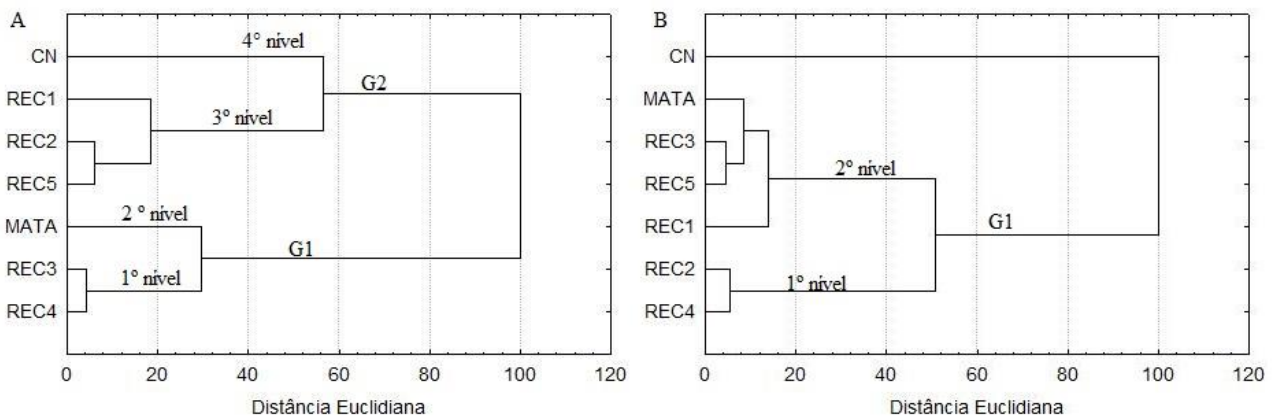 A
CN
REC1
REC2
REC5
MATA
REC3
REC4
4° nível
G2
3° nível
2 ° nível
G1
1° nível
0 20 40 60 80 100 120
Distância Euclidiana
B
CN
MATA
REC3
REC5
REC1
REC2
REC4
2° nível
G1
1° nível
0 20 40 60 80 100 120
Distância Euclidiana